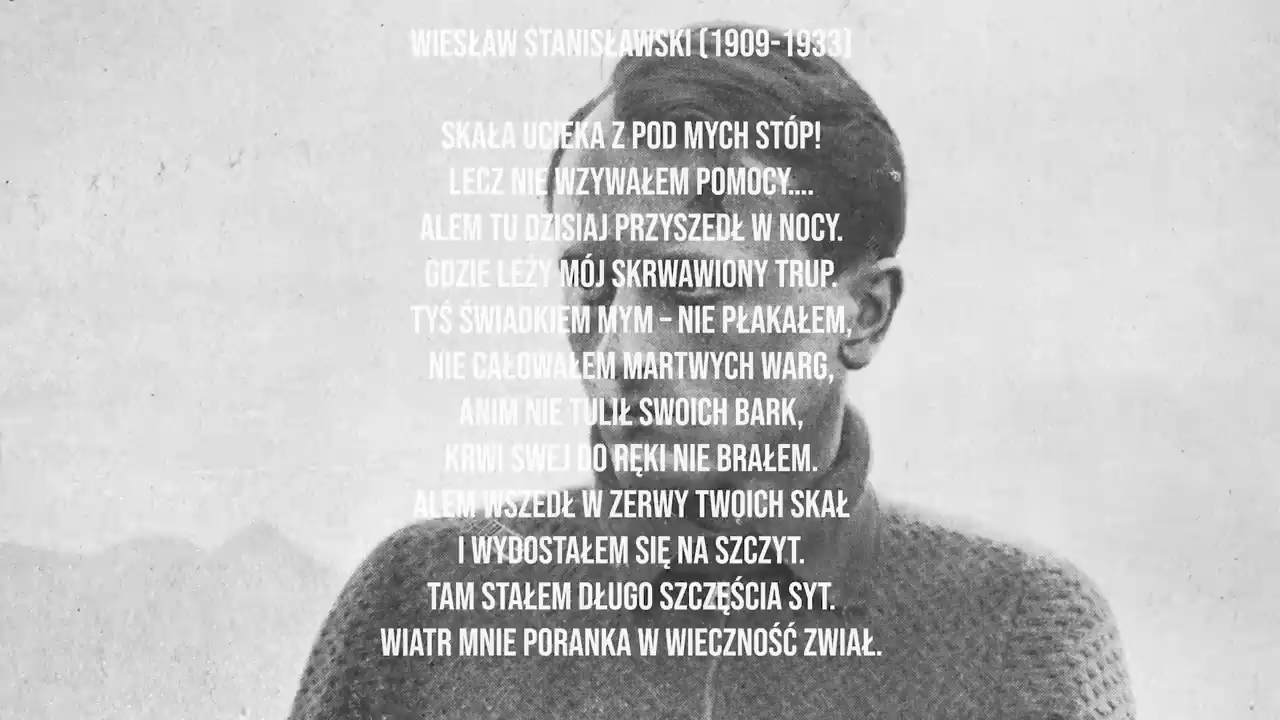 WIESŁAW STANISŁAWSKI (1909-1933)
SKAŁA UCIEKA Z POD MYCH STÓP!
LECZ NIE WZYWAŁEM POMOCY....
ALEM TU DZISIAJ PRZYSZEDŁ W NOCY.
GDZIE LEŻY MÓJ SKRWAWIONY TRUP.
TYŚ ŚWIADKIEM MYM – NIE PŁAKAŁEM,
NIE CAŁOWAŁEM MARTWYCH WARG,
ANIM NIE TULIŁ SWOICH BARK,
KRWI SWEJ DO RĘKI NIE BRAŁEM.
ALEM WSZEDŁ W ZERWY TWOICH SKAŁ
I WYDOSTAŁEM SIĘ NA SZCZYT.
TAM STAŁEM DŁUGO SZCZĘŚCIA SYT.
WIATR MNIE PORANKA W WIECZNOŚĆ ZWIAŁ.